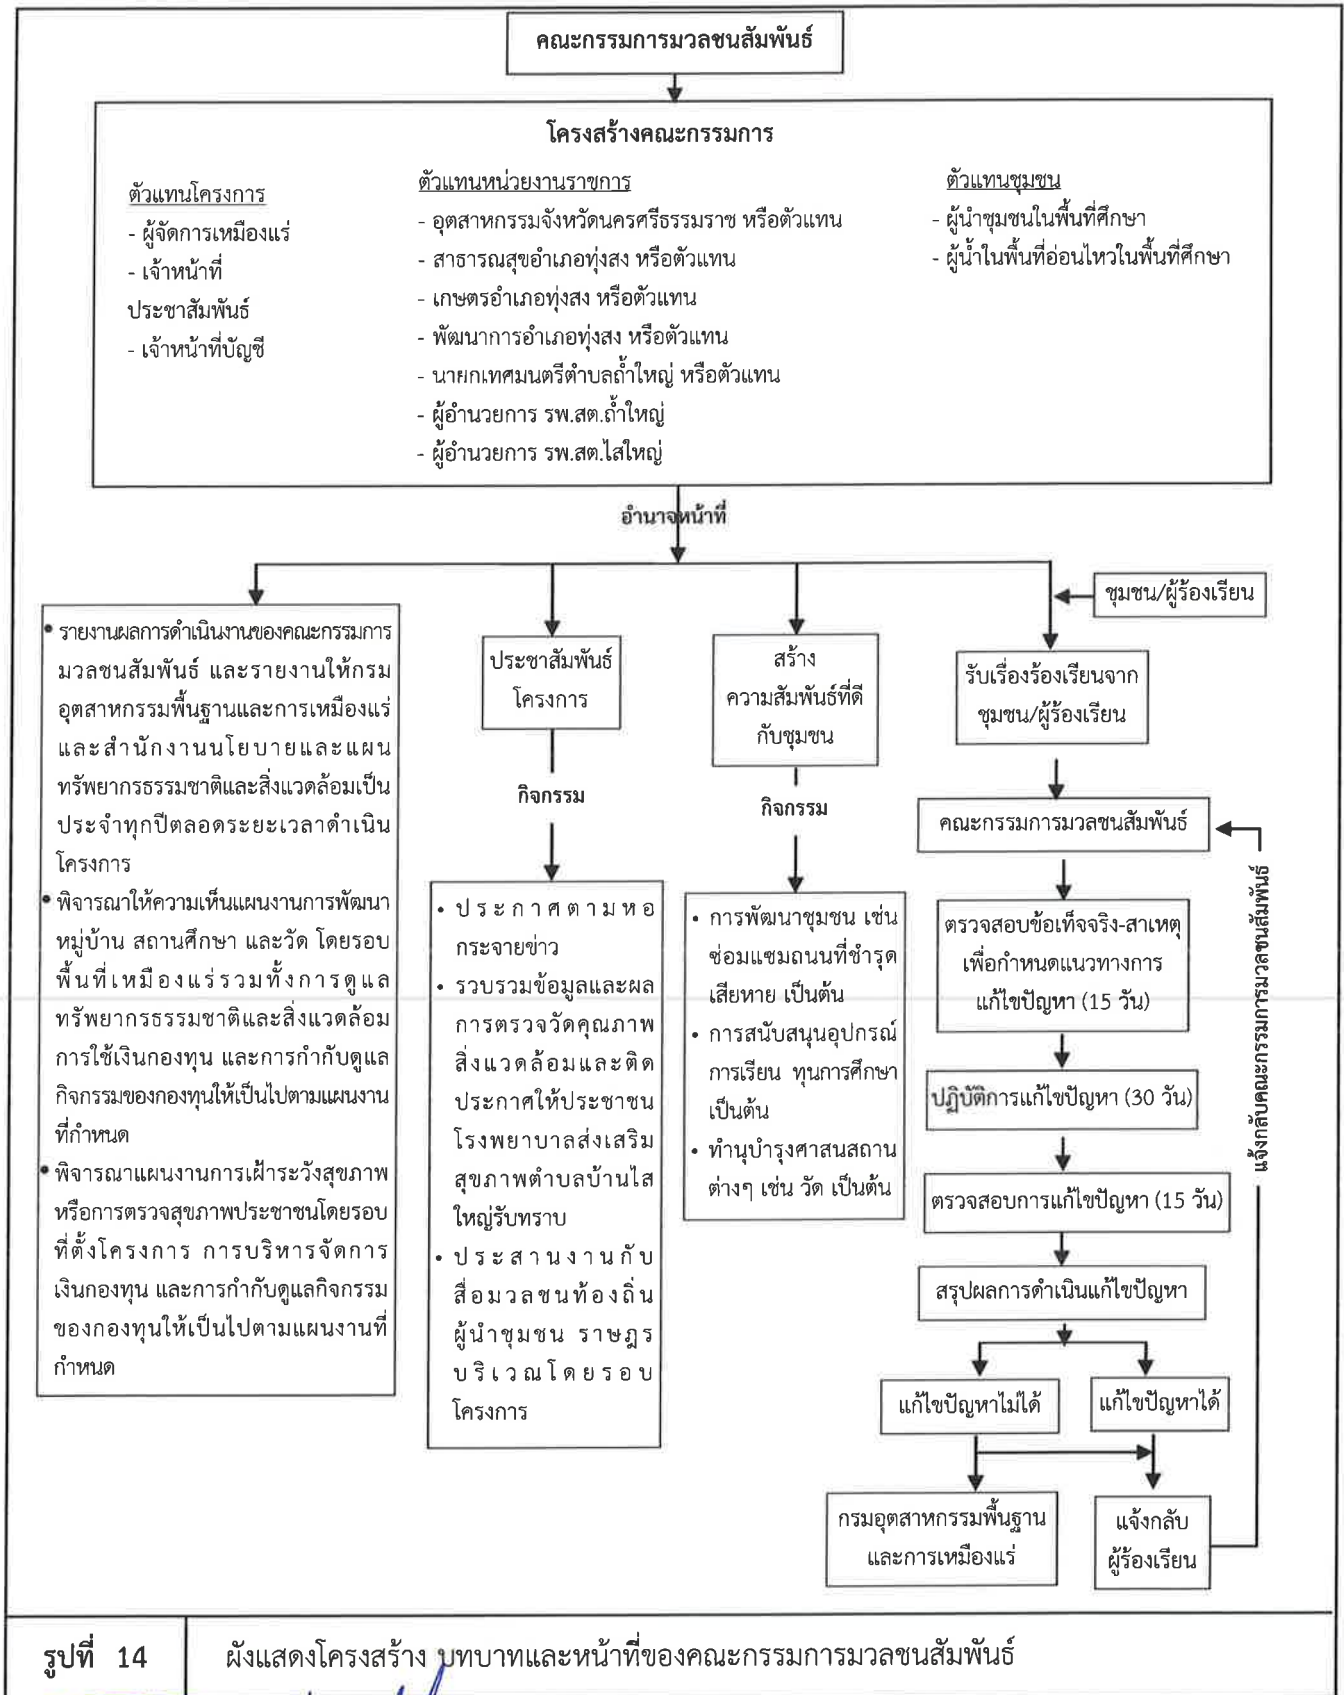 คณะกรรมการมวลชนสัมพันธ์
โครงสร้างคณะกรรมการ
ตัวแทนโครงการ
- ผู้จัดการเหมืองแร่
- เจ้าหน้าที่
ประชาสัมพันธ์
- เจ้าหน้าที่บัญชี
ตัวแทนหน่วยงานราชการ
- อุตสาหกรรมจังหวัดนครศรีธรรมราช หรือตัวแทน
- สาธารณสุขอำเภอทุ่งสง หรือตัวแทน
- เกษตรอำเภอทุ่งสง หรือตัวแทน
- พัฒนาการอำเภอทุ่งสง หรือตัวแทน
- นายกเทศมนตรีตำบลถ้ำใหญ่ หรือตัวแทน
- ผู้อำนวยการ รพ.สต.ถ้ำใหญ่
- ผู้อำนวยการ รพ.สต.ไสใหญ่
ตัวแทนชุมชน
- ผู้นำชุมชนในพื้นที่ศึกษา
- ผู้น้ำในพื้นที่อ่อนไหวในพื้นที่ศึกษา
อำนาจหน้าที่
• รายงานผลการดำเนินงานของคณะกรรมการ
มวลชนสัมพันธ์ และรายงานให้กรม
อุตสาหกรรมพื้นฐานและการเหมืองแร่
และสำนักงานนโยบายและแผน
ทรัพยากรธรรมชาติและสิ่งแวดล้อมเป็น
ประจำทุกปีตลอดระยะเวลาดำเนิน
โครงการ
• พิจารณาให้ความเห็นแผนงานการพัฒนา
หมู่บ้าน สถานศึกษา และวัด โดยรอบ
พื้นที่เหมืองแร่รวมทั้งการดูแล
ทรัพยากรธรรมชาติและสิ่งแวดล้อม
การใช้เงินกองทุน และการกำกับดูแล
กิจกรรมของกองทุนให้เป็นไปตามแผนงาน
ที่กำหนด
• พิจารณาแผนงานการเฝ้าระวังสุขภาพ
หรือการตรวจสุขภาพประชาชนโดยรอบ
ที่ตั้งโครงการ การบริหารจัดการ
เงินกองทุน และการกำกับดูแลกิจกรรม
ของกองทุนให้เป็นไปตามแผนงานที่
กำหนด
ประชาสัมพันธ์
โครงการ
กิจกรรม
• ประกาศตามหอ
กระจายข่าว
• รวบรวมข้อมูลและผล
การตรวจวัดคุณภาพ
สิ่งแวดล้อมและติด
ประกาศให้ประชาชน
โรงพยาบาลส่งเสริม
สุขภาพตำบลบ้านไส
ใหญ่รับทราบ
• ประสานงานกับ
สื่อมวลชนท้องถิ่น
ผู้นำชุมชน ราษฎร
บริเวณโดยรอบ
โครงการ
สร้าง
ความสัมพันธ์ที่ดี
กับชุมชน
กิจกรรม
• การพัฒนาชุมชน เช่น
ซ่อมแซมถนนที่ชำรุด
เสียหาย เป็นต้น
• การสนับสนุนอุปกรณ์
การเรียน ทุนการศึกษา
เป็นต้น
• ทำนุบำรุงศาสนสถาน
ต่างๆ เช่น วัด เป็นต้น
ชุมชน/ผู้ร้องเรียน
รับเรื่องร้องเรียนจาก
ชุมชน/ผู้ร้องเรียน
คณะกรรมการมวลชนสัมพันธ์
ตรวจสอบข้อเท็จจริง-สาเหตุ
เพื่อกำหนดแนวทางการ
แก้ไขปัญหา (15 วัน)
ปฏิบัติการแก้ไขปัญหา (30 วัน)
ตรวจสอบการแก้ไขปัญหา (15 วัน)
สรุปผลการดำเนินแก้ไขปัญหา
แก้ไขปัญหาไม่ได้
แก้ไขปัญหาได้
กรมอุตสาหกรรมพื้นฐาน
และการเหมืองแร่
แจ้งกลับ
ผู้ร้องเรียน
แจ้งกลับคณะกรรมการมวลชนสัมพันธ์
รูปที่ 14
ผังแสดงโครงสร้าง บทบาทและหน้าที่ของคณะกรรมการมวลชนสัมพันธ์